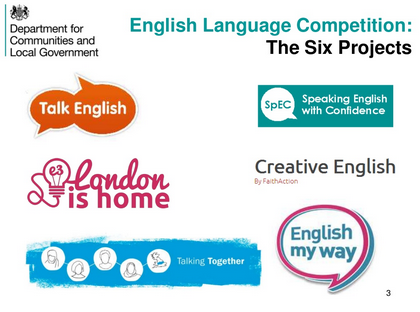 Department for
Communities and
Local Government
English Language Competition:
The Six Projects
Talk English
SpEC
Speaking English
with Confidence
e3
London
is home
Creative English
By FaithAction
Talking Together
English
my way
3